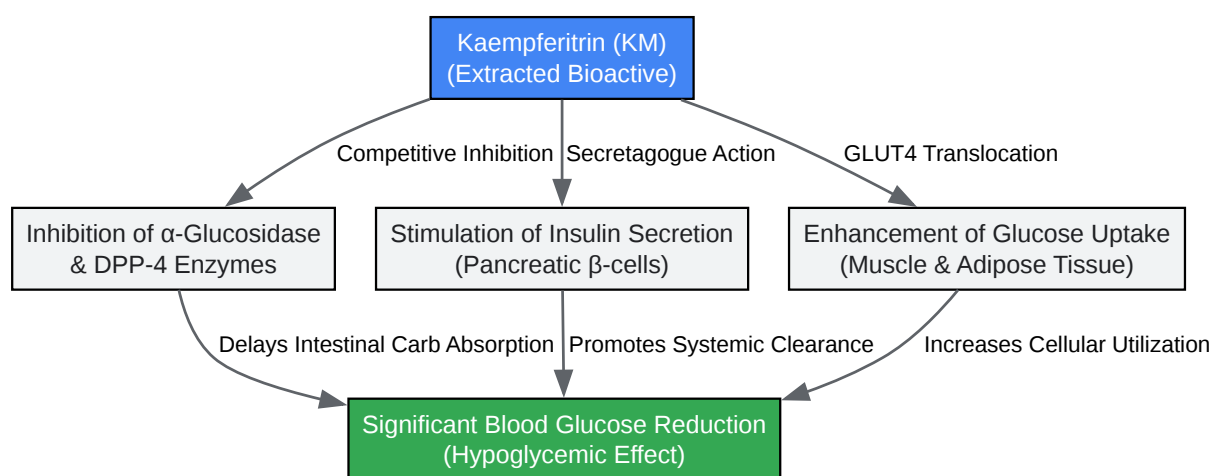 Kaempferitrin (KM)
(Extracted Bioactive)
Competitive Inhibition
Secretagogue Action
GLUT4 Translocation
Inhibition of α-Glucosidase
& DPP-4 Enzymes
Stimulation of Insulin Secretion
(Pancreatic β-cells)
Enhancement of Glucose Uptake
(Muscle & Adipose Tissue)
Delays Intestinal Carb Absorption
Promotes Systemic Clearance
Increases Cellular Utilization
Significant Blood Glucose Reduction
(Hypoglycemic Effect)